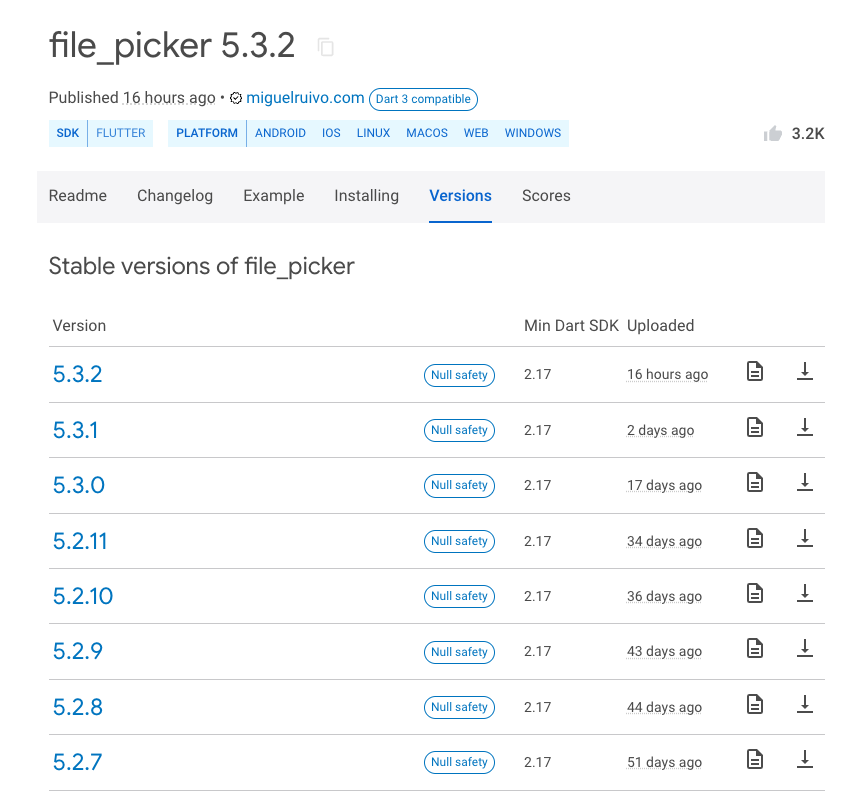 file_picker 5.3.2
Published 16 hours ago • miguelruivo.com Dart 3 compatible
SDK FLUTTER PLATFORM ANDROID IOS LINUX MACOS WEB WINDOWS 3.2K
Readme Changelog Example Installing Versions Scores
Stable versions of file_picker
Version Min Dart SDK Uploaded
5.3.2 Null safety 2.17 16 hours ago
5.3.1 Null safety 2.17 2 days ago
5.3.0 Null safety 2.17 17 days ago
5.2.11 Null safety 2.17 34 days ago
5.2.10 Null safety 2.17 36 days ago
5.2.9 Null safety 2.17 43 days ago
5.2.8 Null safety 2.17 44 days ago
5.2.7 Null safety 2.17 51 days ago